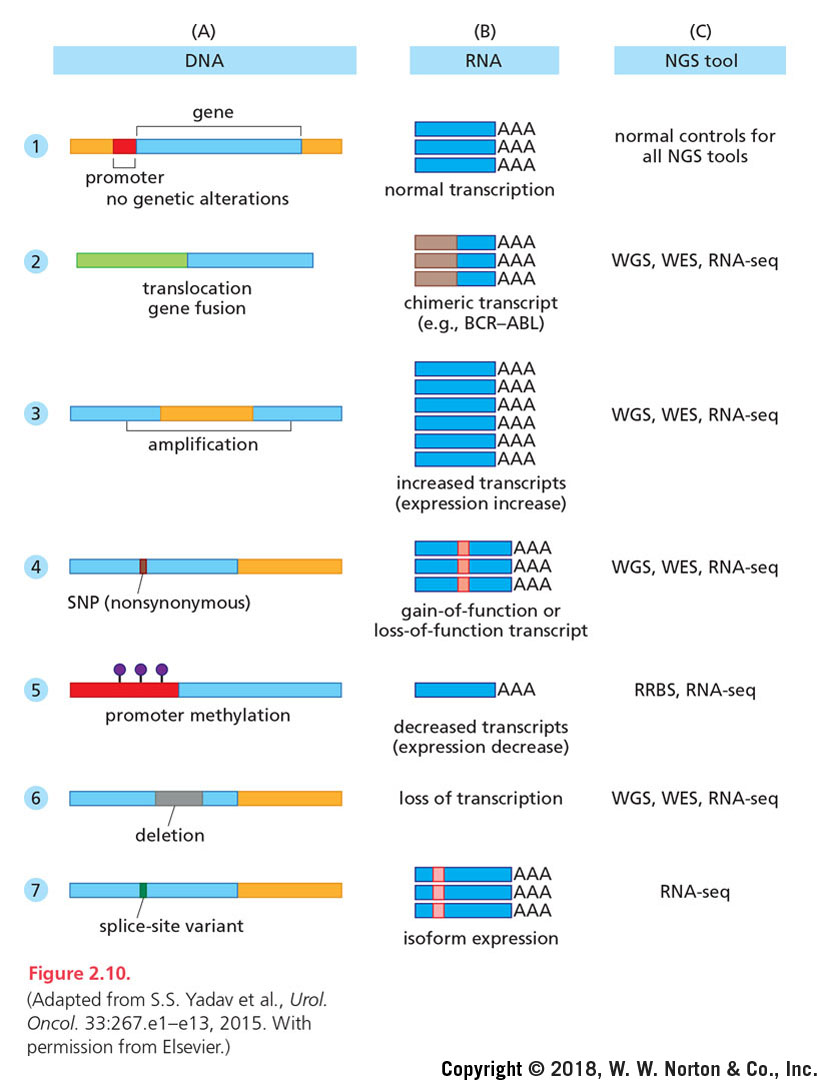 (A)
(B)
(C)
DNA
RNA
NGS tool
1
gene
promoter
no genetic alterations
AAA
AAA
AAA
normal transcription
normal controls for
all NGS tools
2
translocation
gene fusion
AAA
AAA
AAA
chimeric transcript
(e.g., BCR–ABL)
WGS, WES, RNA-seq
3
amplification
AAA
AAA
AAA
AAA
AAA
AAA
increased transcripts
(expression increase)
WGS, WES, RNA-seq
4
SNP (nonsynonymous)
AAA
AAA
AAA
gain-of-function or
loss-of-function transcript
WGS, WES, RNA-seq
5
promoter methylation
AAA
decreased transcripts
(expression decrease)
RRBS, RNA-seq
6
deletion
loss of transcription
WGS, WES, RNA-seq
7
splice-site variant
AAA
AAA
AAA
isoform expression
RNA-seq
Figure 2.10.
(Adapted from S.S. Yadav et al., Urol.
Oncol. 33:267.e1–e13, 2015. With
permission from Elsevier.)
Copyright © 2018, W. W. Norton & Co., Inc.